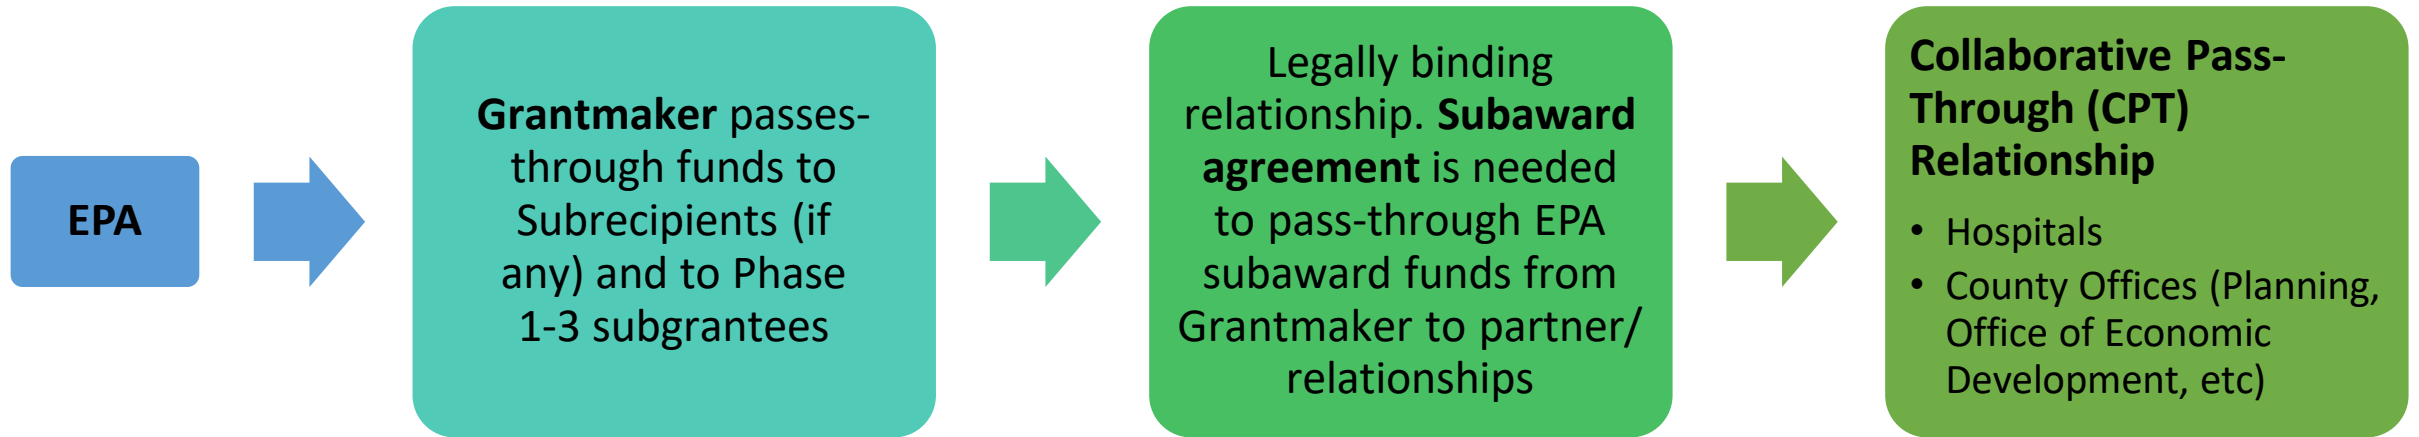 EPA
Grantmaker passes-
through funds to
Subrecipients (if
any) and to Phase
1-3 subgrantees
Legally binding
relationship. Subaward
agreement is needed
to pass-through EPA
subaward funds from
Grantmaker to partner/
relationships
Collaborative Pass-
Through (CPT)
Relationship
• Hospitals
• County Offices (Planning,
Office of Economic
Development, etc)